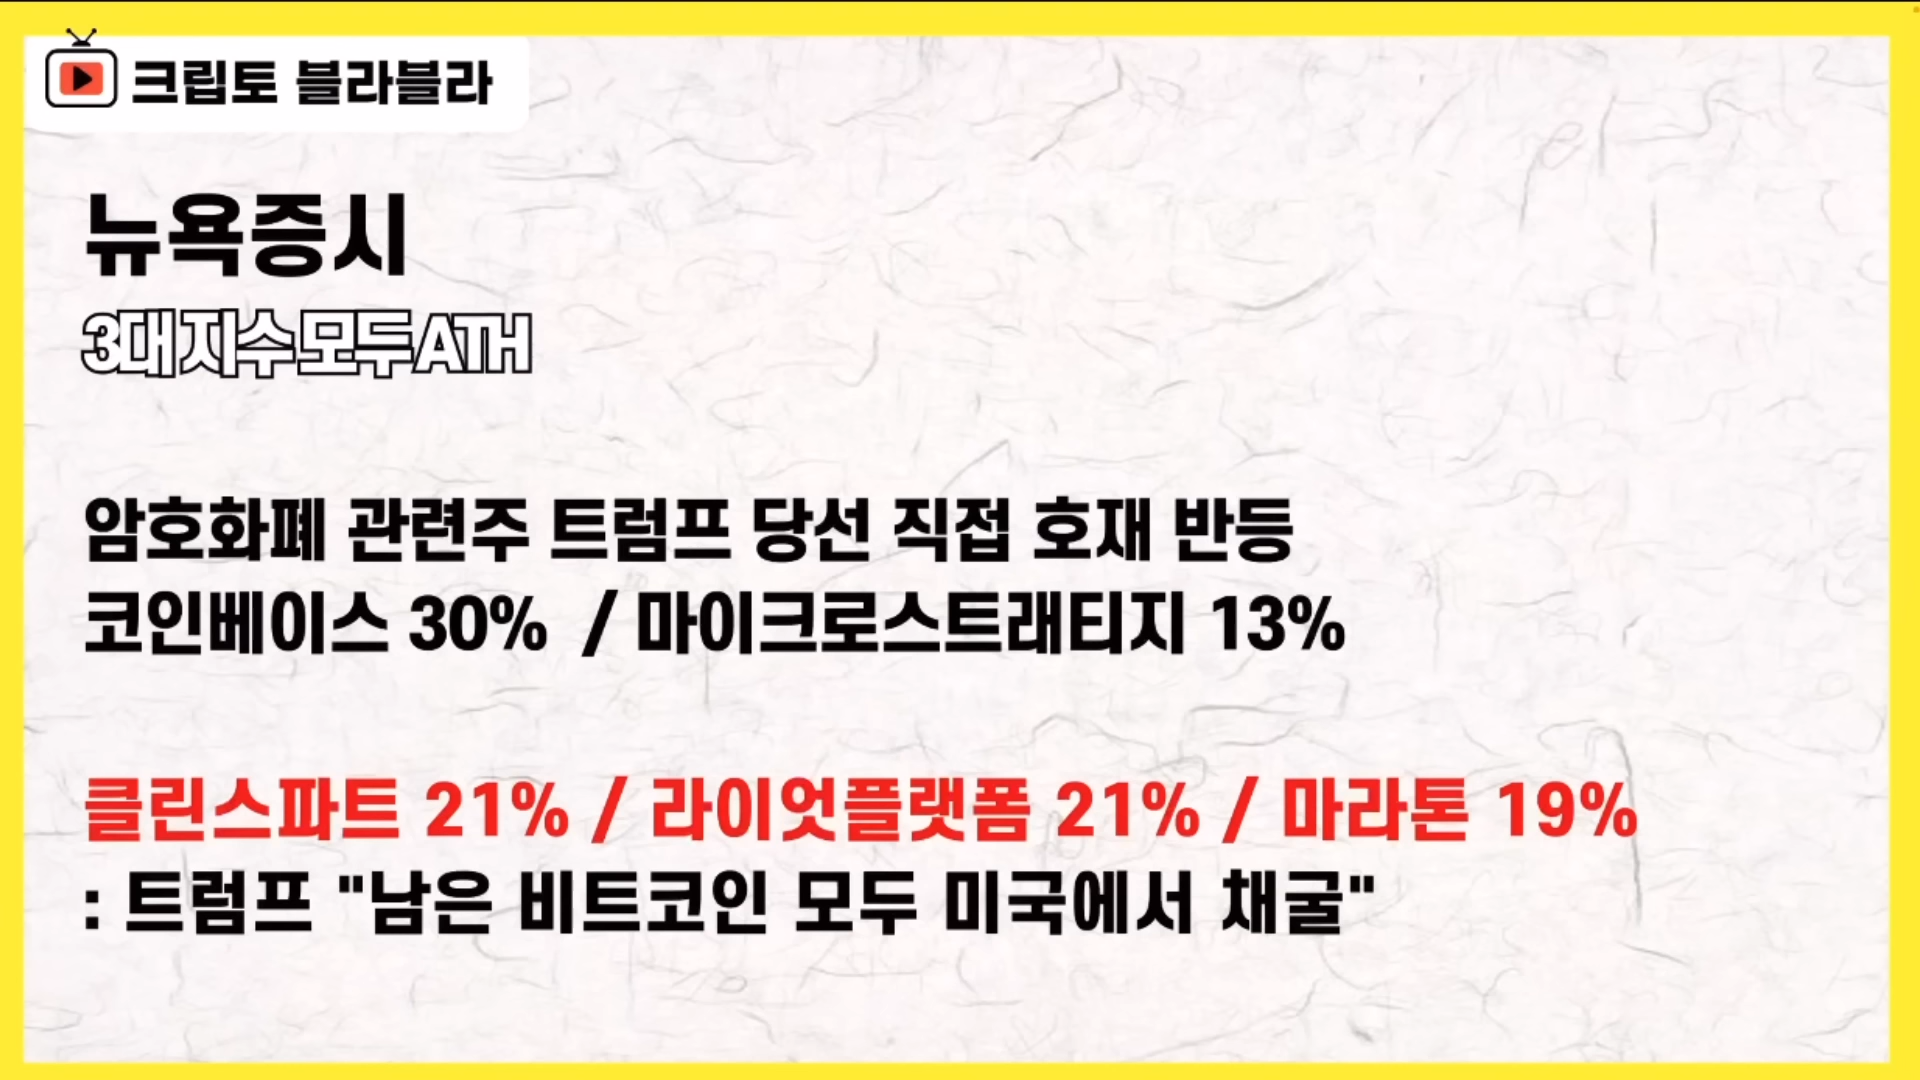 크립토 블라블라
뉴욕증시
3대 지수 모두 ATH
암호화폐 관련주 트럼프 당선 직접 호재 반등
코인베이스 30% / 마이크로스트래티지 13%
클린스파트 21% / 라이엇플랫폼 21% / 마라톤 19%
: 트럼프 "남은 비트코인 모두 미국에서 채굴"